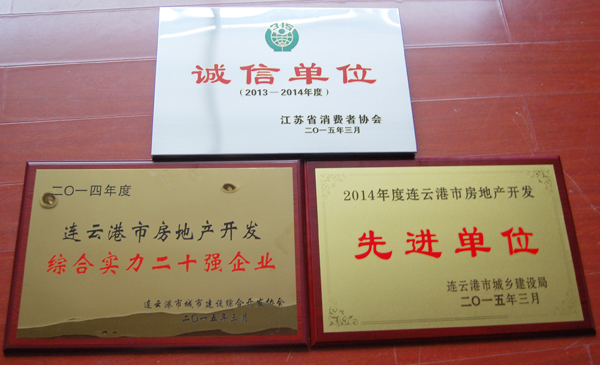 315
诚信单位
（2013—2014年度）
江苏省消费者协会
二〇一五年三月
二〇一四年度
连云港市房地产开发
综合实力二十强企业
连云港市城市建设综合开发协会
二〇一五年三月
2014年度连云港市房地产开发
先进单位
连云港市城乡建设局
二〇一五年三月